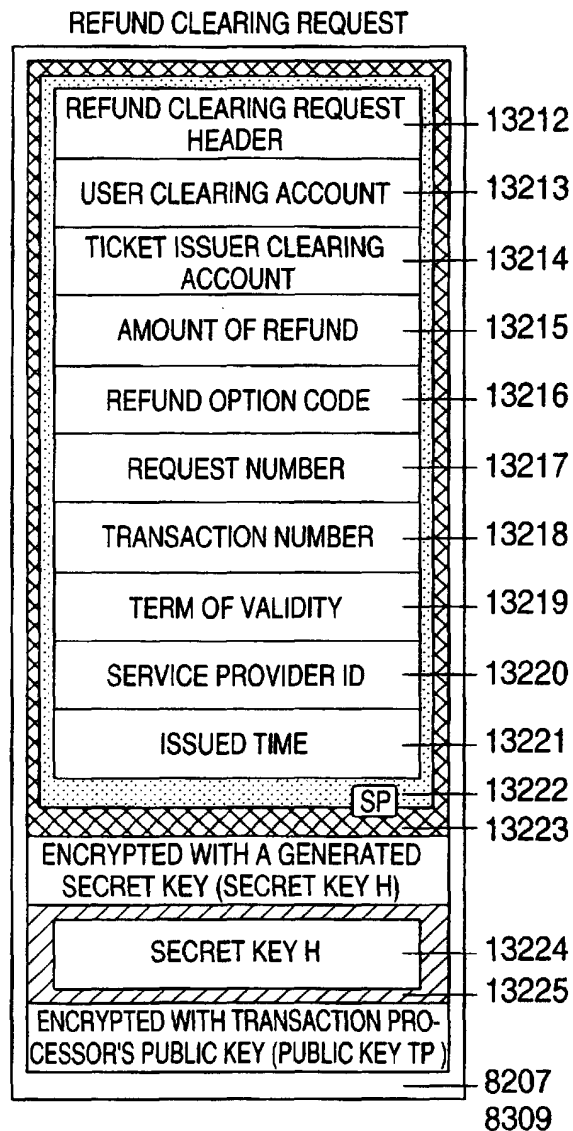 REFUND CLEARING REQUEST
REFUND CLEARING REQUEST
HEADER
13212
USER CLEARING ACCOUNT
13213
TICKET ISSUER CLEARING
ACCOUNT
13214
AMOUNT OF REFUND
13215
REFUND OPTION CODE
13216
REQUEST NUMBER
13217
TRANSACTION NUMBER
13218
TERM OF VALIDITY
13219
SERVICE PROVIDER ID
13220
ISSUED TIME
13221
SP
13222
13223
ENCRYPTED WITH A GENERATED
SECRET KEY (SECRET KEY H)
SECRET KEY H
13224
13225
ENCRYPTED WITH TRANSACTION PRO-
CESSOR'S PUBLIC KEY (PUBLIC KEY TP )
8207
8309